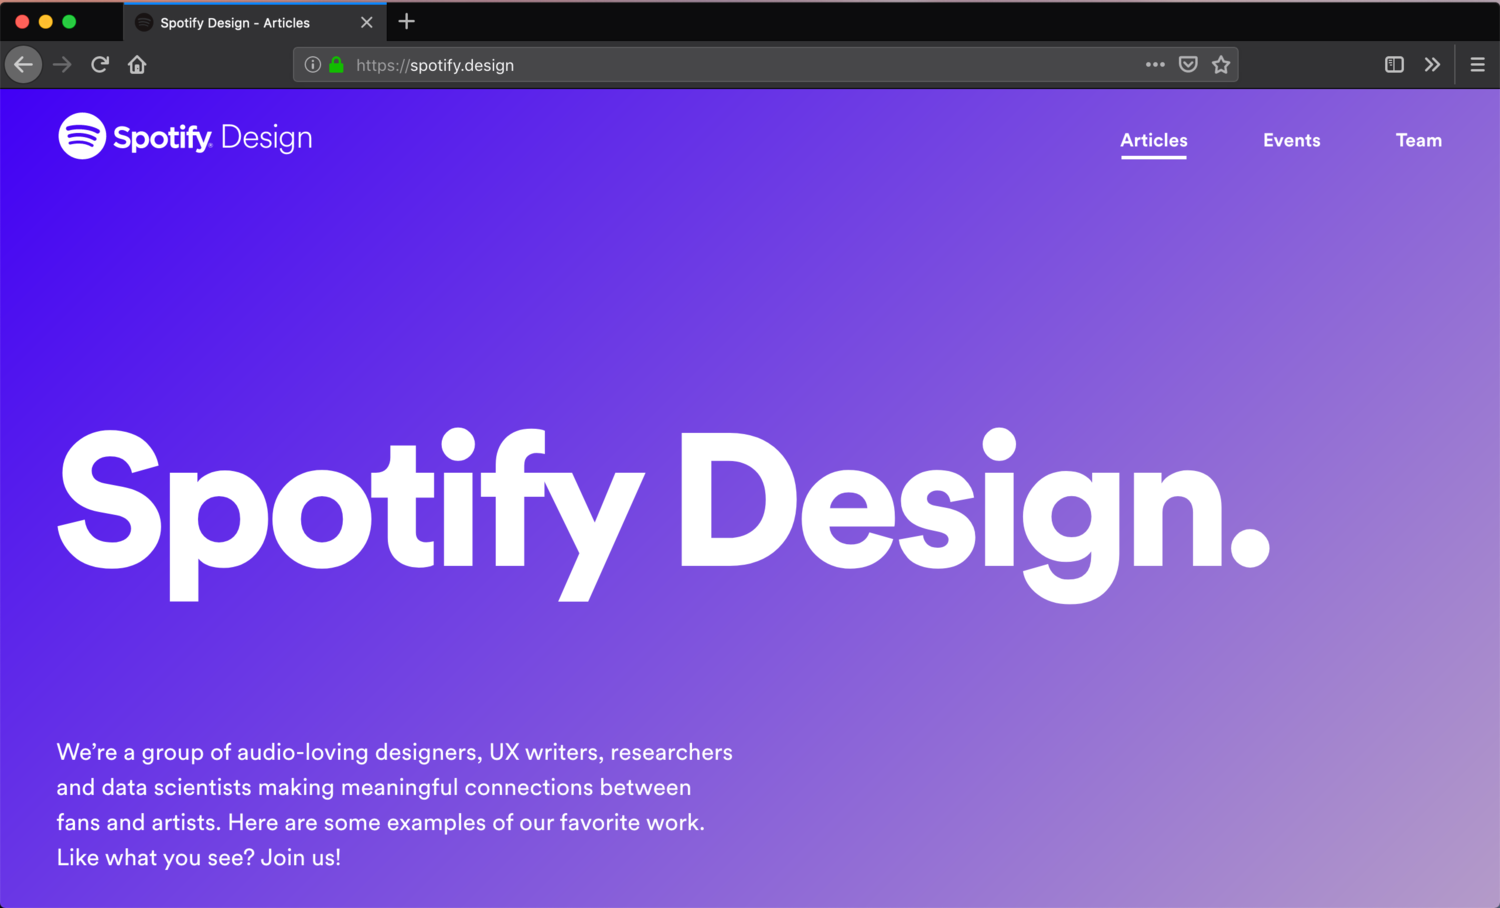 Spotify Design - Articles
https://spotify.design
Spotify Design
Articles
Events
Team
Spotify Design.
We’re a group of audio-loving designers, UX writers, researchers
and data scientists making meaningful connections between
fans and artists. Here are some examples of our favorite work.
Like what you see? Join us!